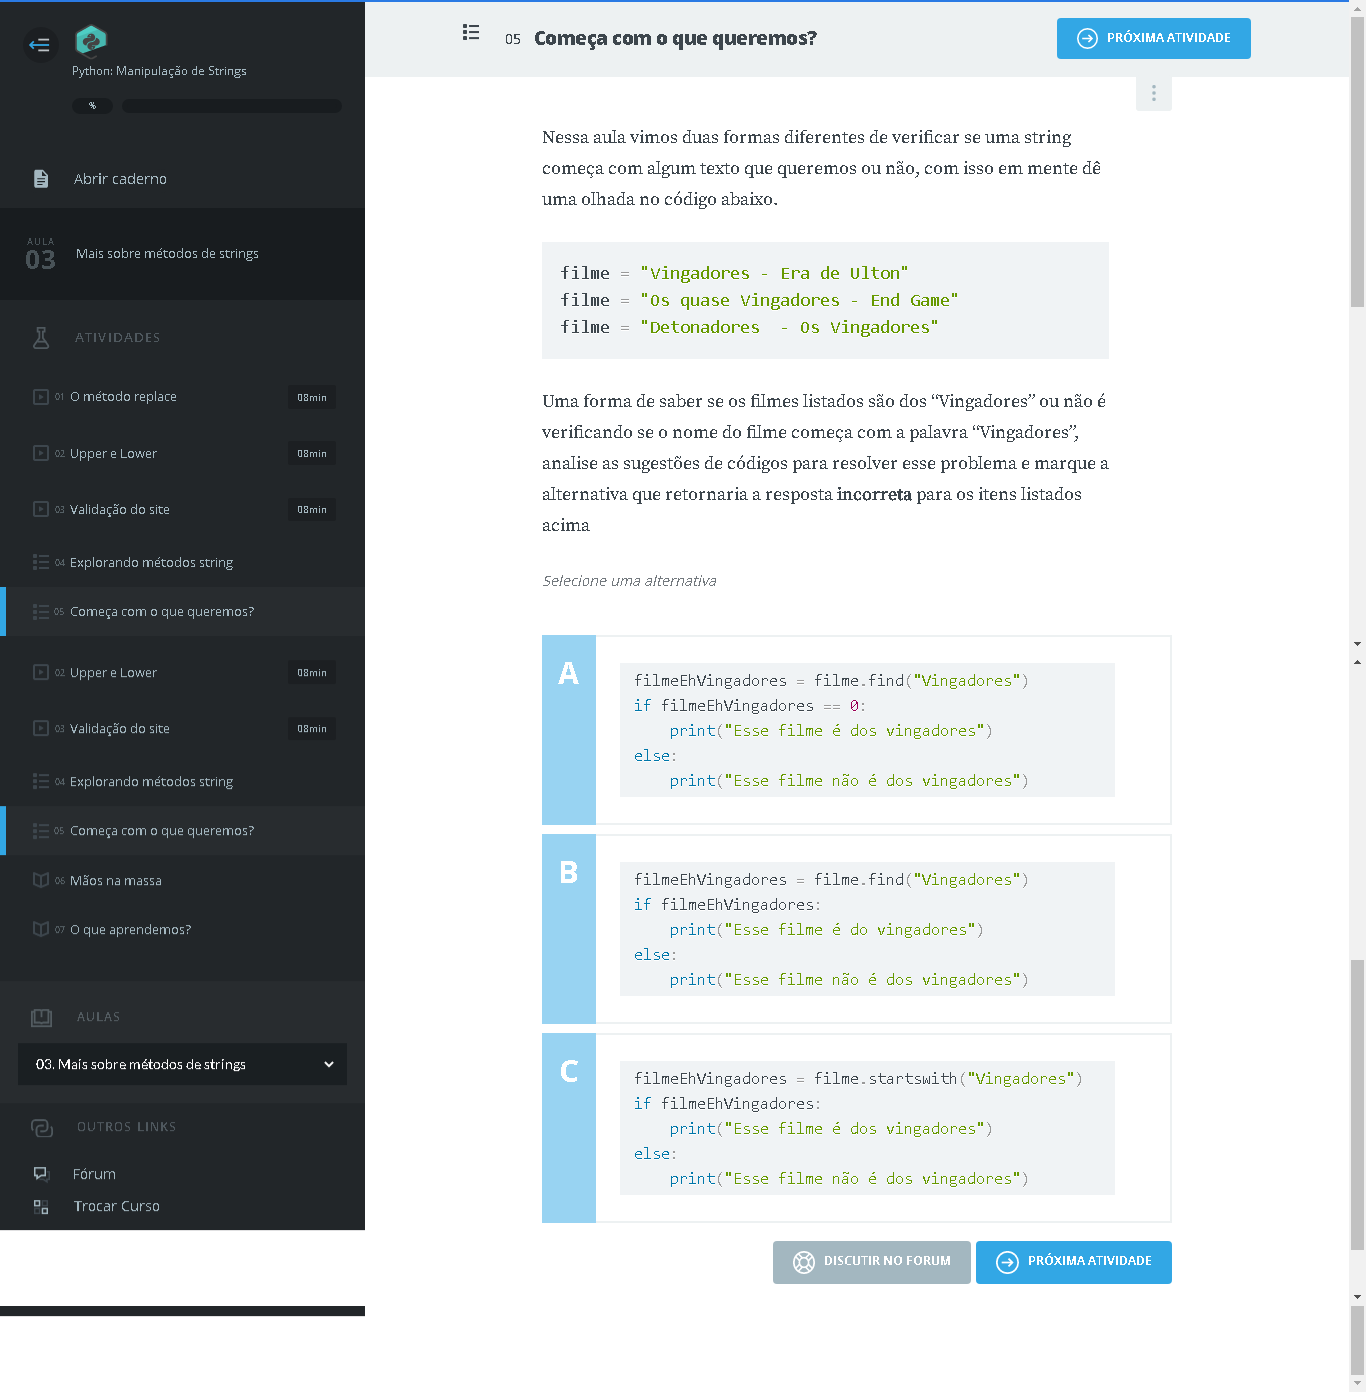 Python: Manipulação de Strings
%
Abrir caderno
AULA
03
Mais sobre métodos de strings
ATIVIDADES
01 O método replace 08min
02 Upper e Lower 08min
03 Validação do site 08min
04 Explorando métodos string
05 Começa com o que queremos?
02 Upper e Lower 08min
03 Validação do site 08min
04 Explorando métodos string
05 Começa com o que queremos?
06 Mãos na massa
07 O que aprendemos?
AULAS
03. Mais sobre métodos de strings
OUTROS LINKS
Fórum
Trocar Curso
05 Começa com o que queremos?
PRÓXIMA ATIVIDADE
Nessa aula vimos duas formas diferentes de verificar se uma string
começa com algum texto que queremos ou não, com isso em mente dê
uma olhada no código abaixo.
filme = "Vingadores - Era de Ulton"
filme = "Os quase Vingadores - End Game"
filme = "Detonadores  - Os Vingadores"
Uma forma de saber se os filmes listados são dos “Vingadores” ou não é
verificando se o nome do filme começa com a palavra “Vingadores”,
analise as sugestões de códigos para resolver esse problema e marque a
alternativa que retornaria a resposta incorreta para os itens listados
acima
Selecione uma alternativa
A
filmeEhVingadores = filme.find("Vingadores")
if filmeEhVingadores == 0:
    print("Esse filme é dos vingadores")
else:
    print("Esse filme não é dos vingadores")
B
filmeEhVingadores = filme.find("Vingadores")
if filmeEhVingadores:
    print("Esse filme é do vingadores")
else:
    print("Esse filme não é dos vingadores")
C
filmeEhVingadores = filme.startswith("Vingadores")
if filmeEhVingadores:
    print("Esse filme é dos vingadores")
else:
    print("Esse filme não é dos vingadores")
DISCUTIR NO FORUM
PRÓXIMA ATIVIDADE